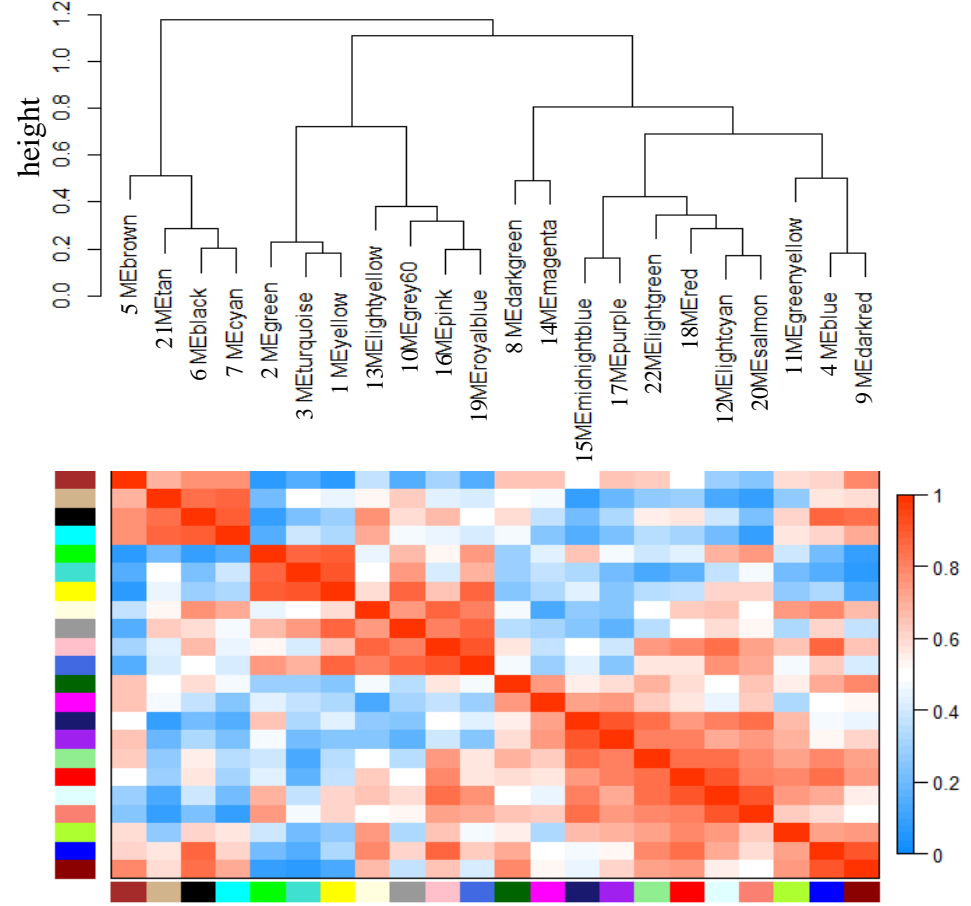 height
1.2
1.0
0.8
0.6
0.4
0.2
0.0
5 MEbrown
21MEtan
6 MEblack
7 MEcyan
2 MEgreen
3 MEturquoise
1 MEyellow
13MElightyellow
10MEgrey60
16MEpink
19MEroyalblue
8 MEdarkgreen
14MEmagenta
15MEmidnightblue
17MEpurple
22MElightgreen
18MEred
12MElightcyan
20MEsalmon
11MEgreenyellow
4 MEblue
9 MEdarkred
1
0.8
0.6
0.4
0.2
0